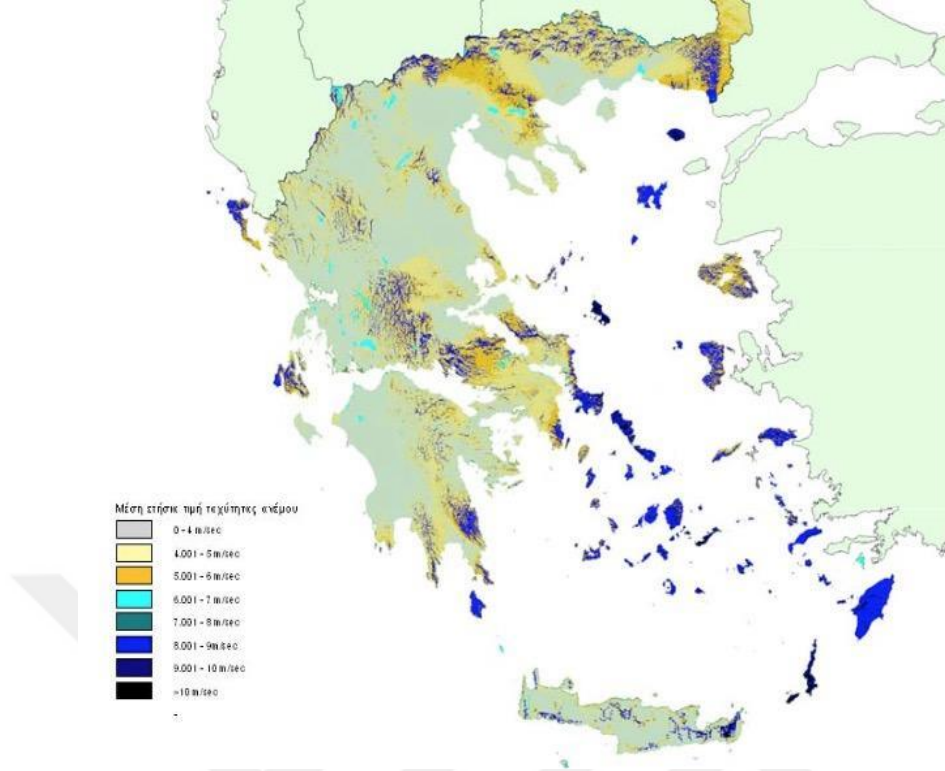 Μέση ετήσια τιμή ταχύτητας ανέμου
0 - 4 m/sec
4.001 - 5 m/sec
5.001 - 6 m/sec
6.001 - 7 m/sec
7.001 - 8 m/sec
8.001 - 9m/sec
9.001 - 10 m/sec
>10 m/sec
-